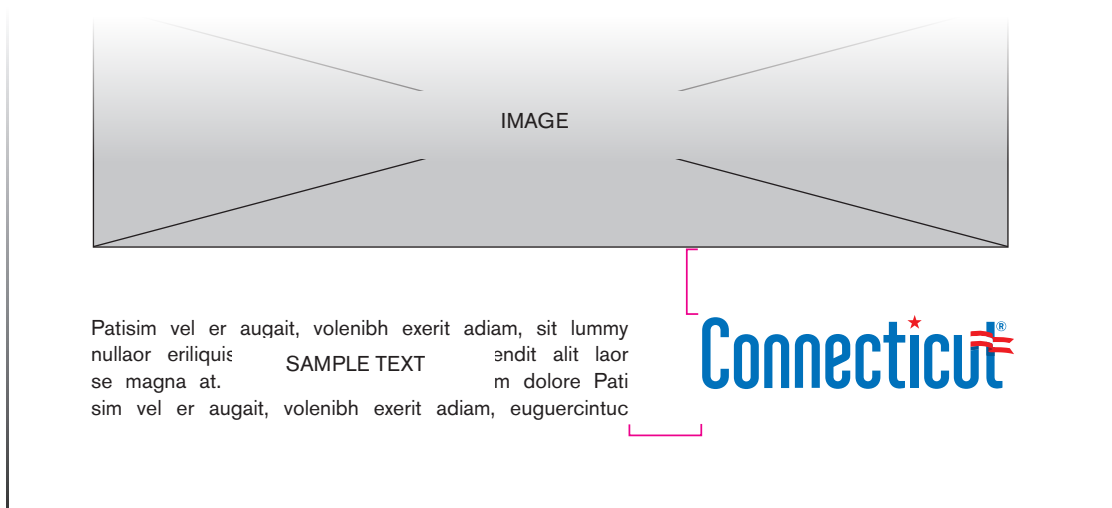 IMAGE
Patisim vel er augait, volenibh exerit adiam, sit lummy
nullaor eriliquis endit alit laor
SAMPLE TEXT
se magna at. m dolore Pati
sim vel er augait, volenibh exerit adiam, euguercintuc
Connecticut®